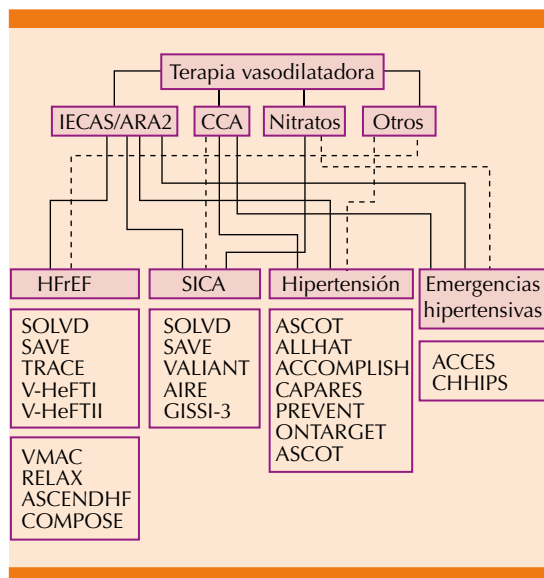 Terapia vasodilatadora
IECAS/ARA2
CCA
Nitratos
Otros
HFrEF
SOLVD
SAVE
TRACE
V-HeFTI
V-HeFTII
VMAC
RELAX
ASCENDHF
COMPOSE
SICA
SOLVD
SAVE
VALIANT
AIRE
GISSI-3
Hipertensión
ASCOT
ALLHAT
ACCOMPLISH
CAPARES
PREVENT
ONTARGET
ASCOT
Emergencias
hipertensivas
ACCES
CHHIPS